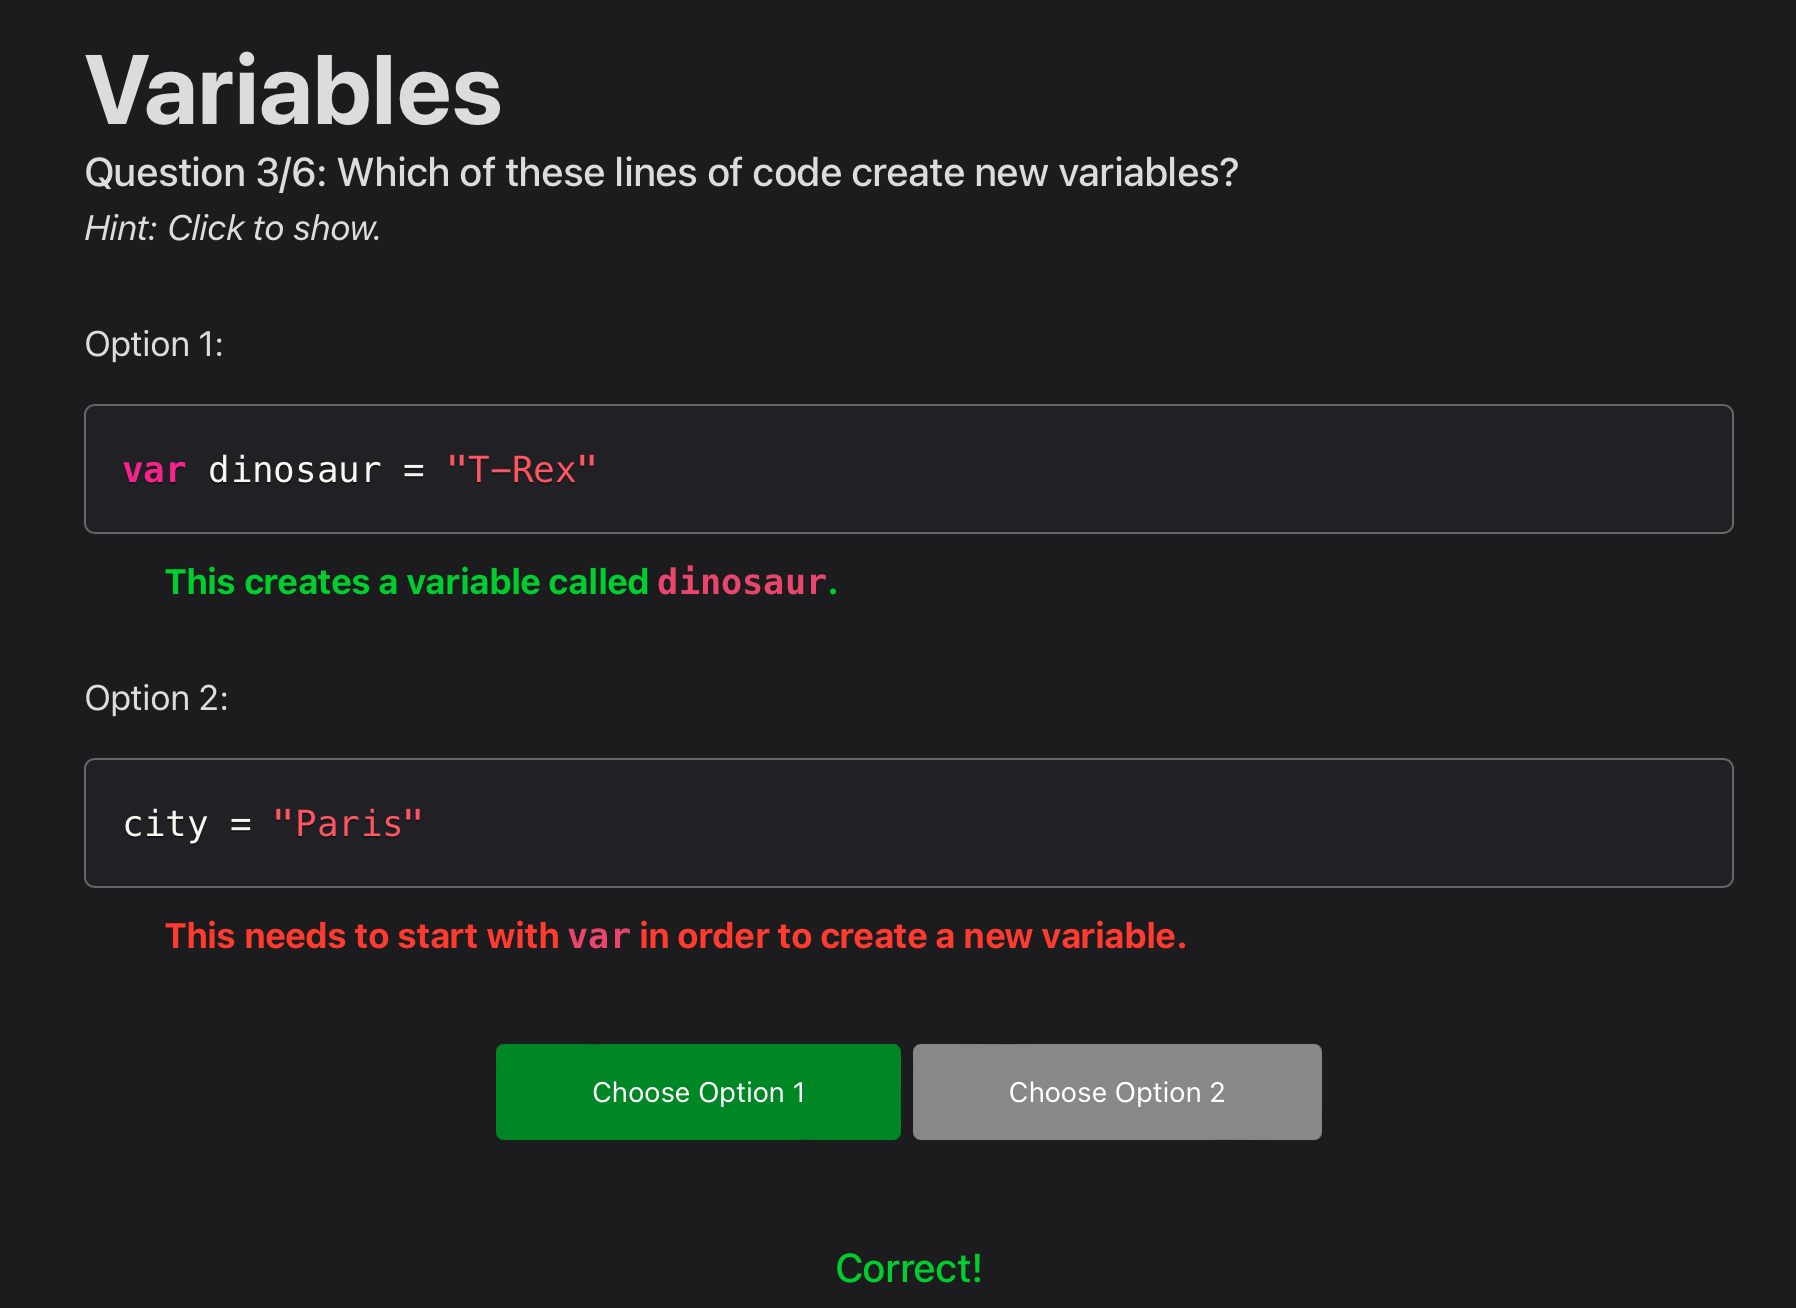 Variables
Question 3/6: Which of these lines of code create new variables?
Hint: Click to show.
Option 1:
var dinosaur = "T-Rex"
This creates a variable called dinosaur.
Option 2:
city = "Paris"
This needs to start with var in order to create a new variable.
Choose Option 1
Choose Option 2
Correct!